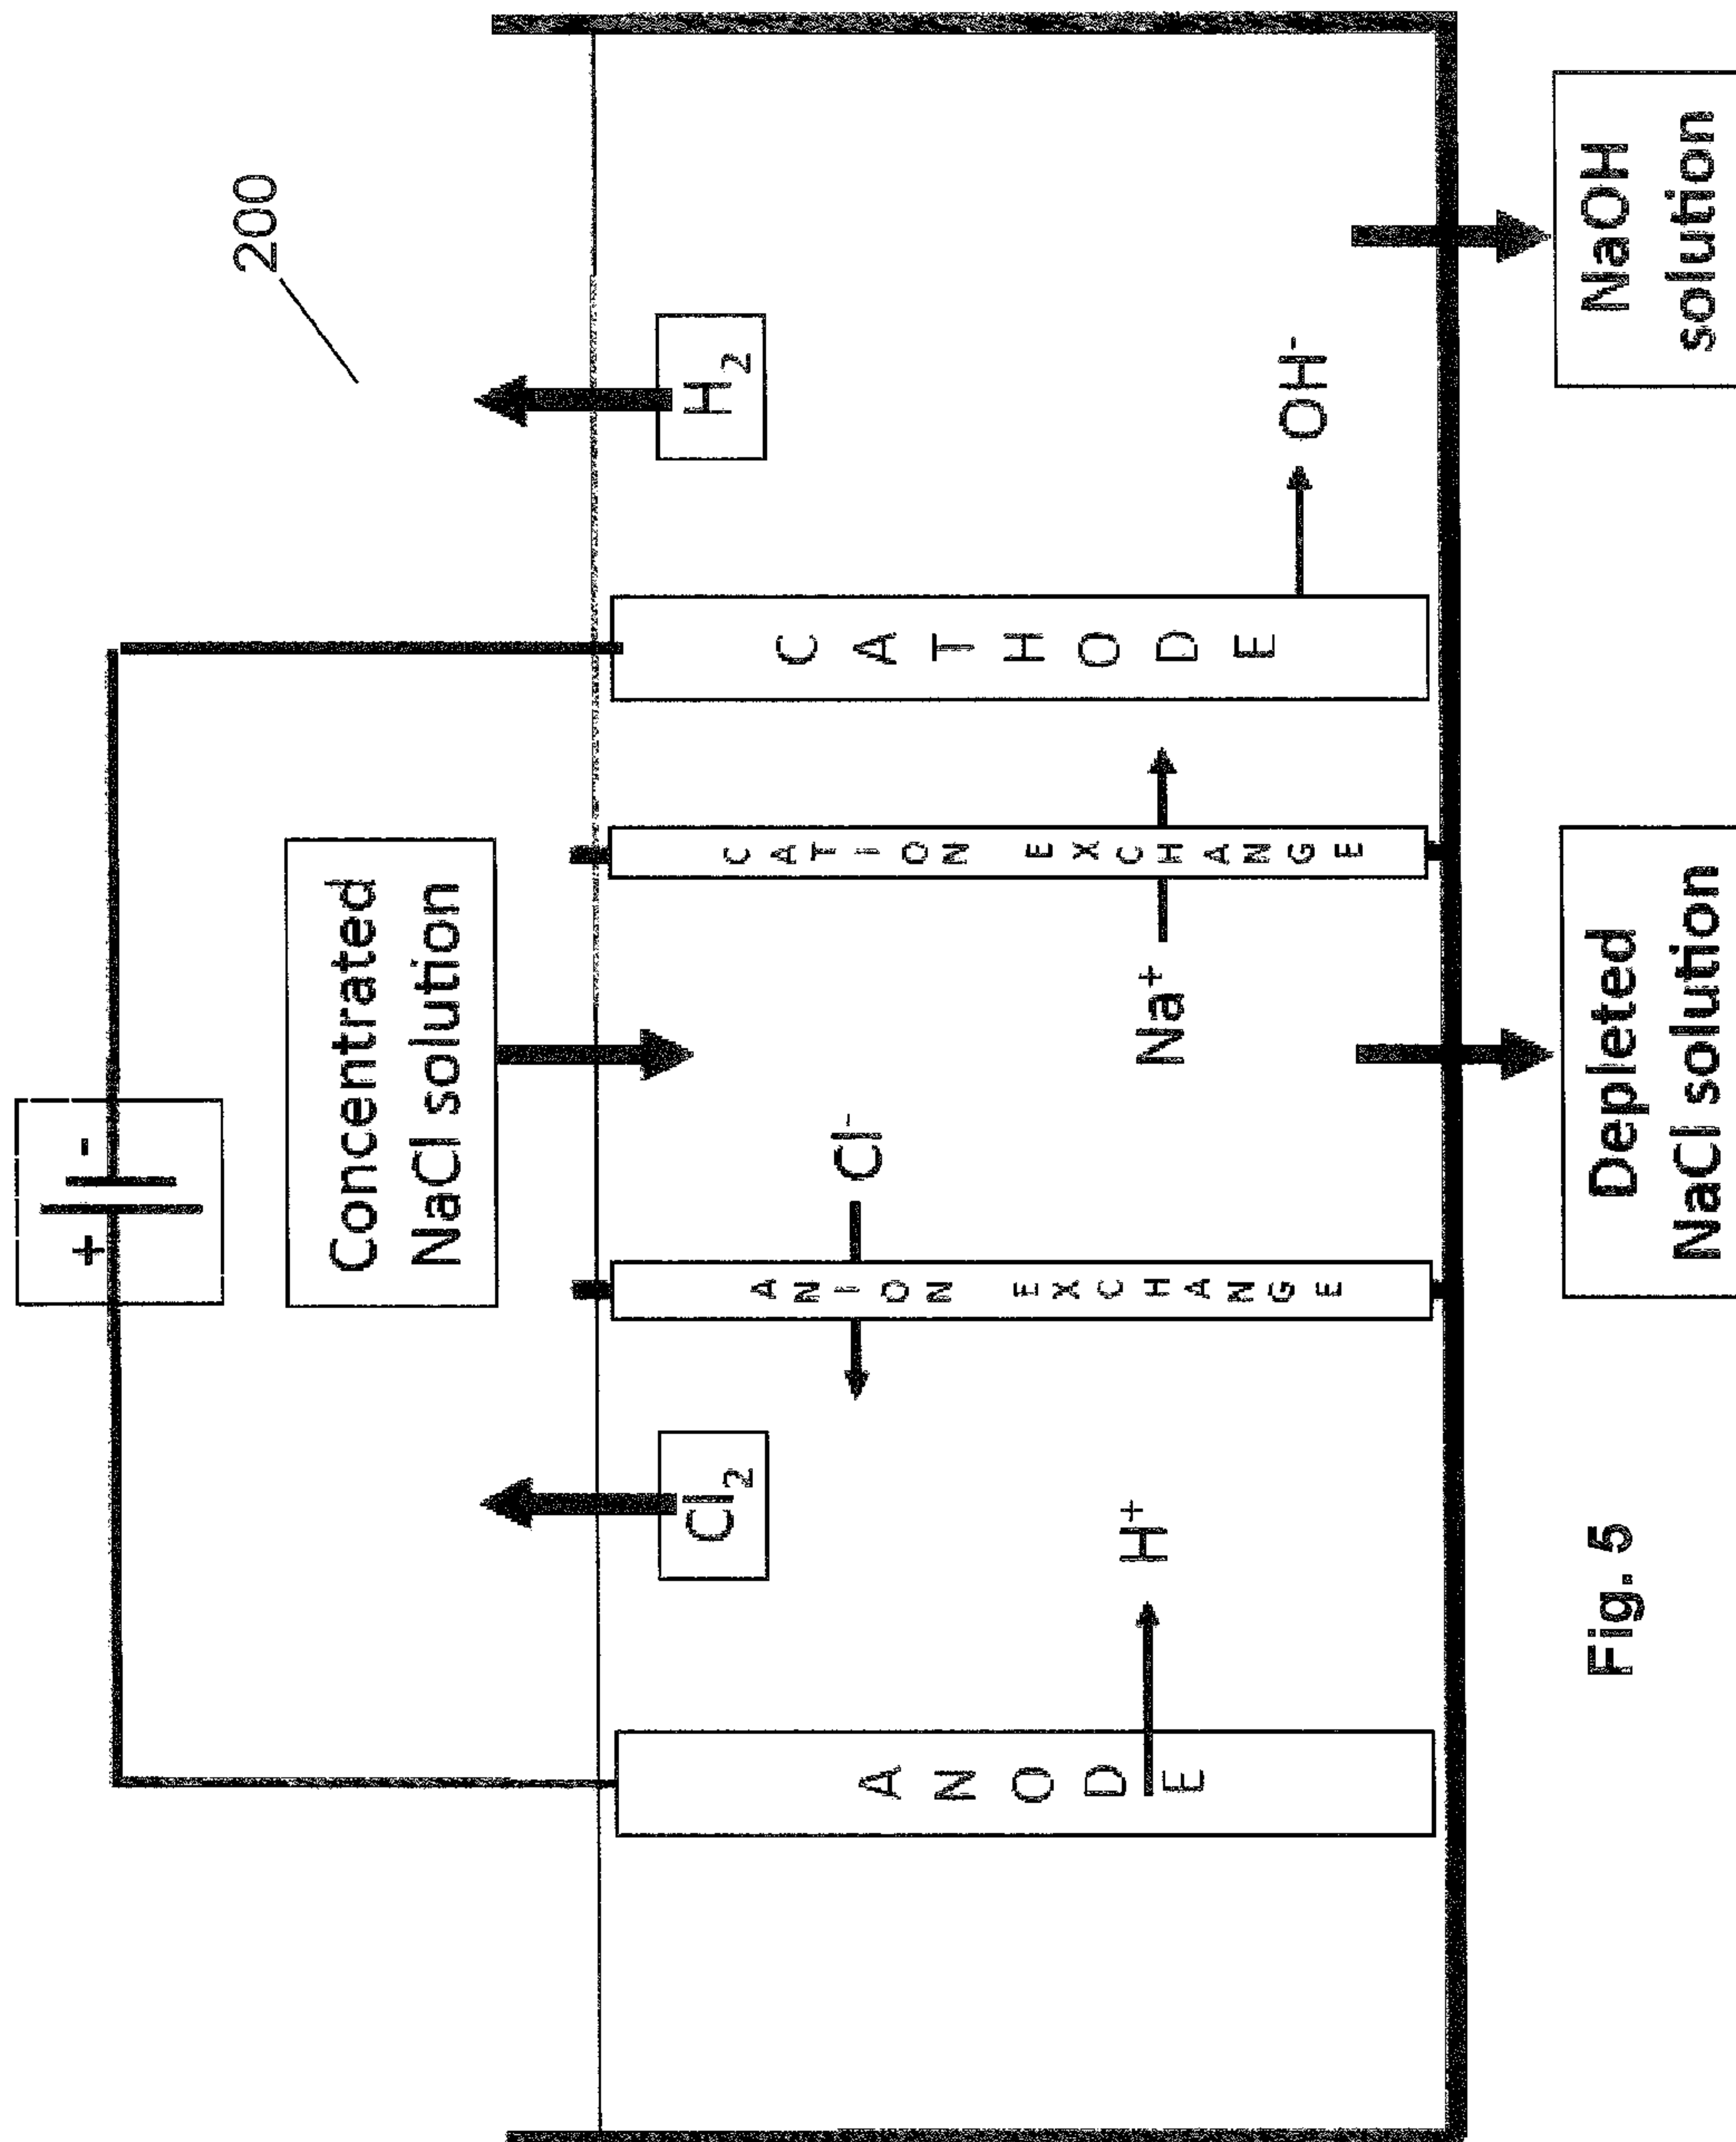 + -
200
Concentrated
NaCl solution
Cl₂
H₂
Cl⁻
ANODE
ANION EXCHANGE
CATION EXCHANGE
CATHODE
H⁺
Na⁺
OH⁻
Depleted
NaCl solution
NaOH
solution
Fig. 5